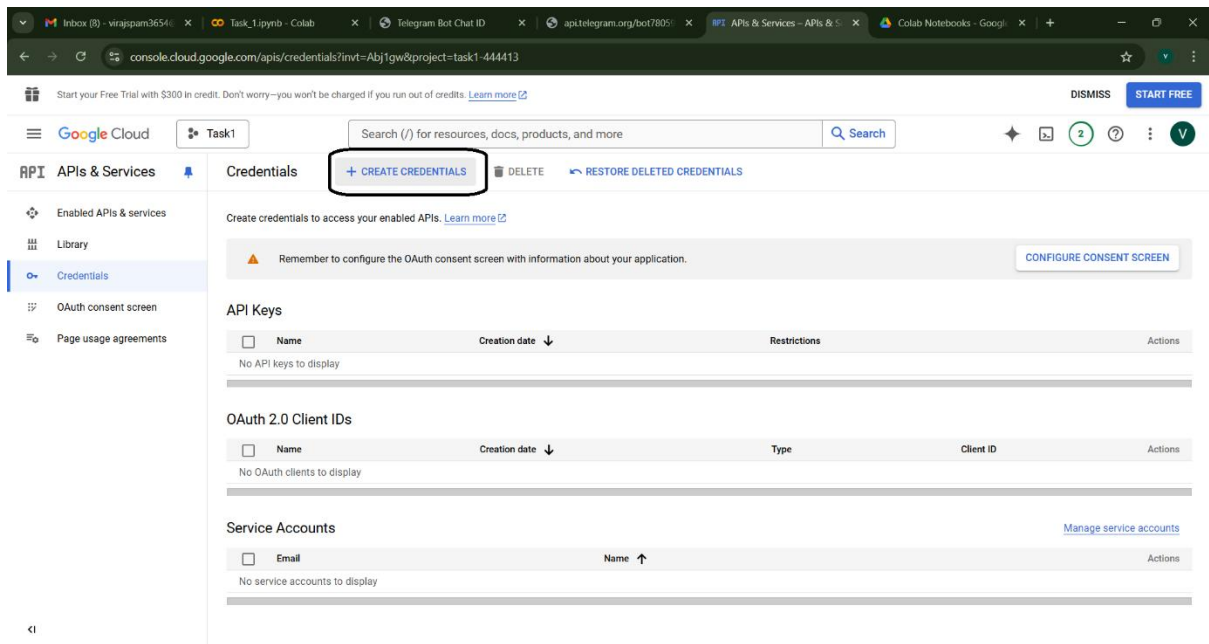 Inbox (8) - virajspam3654
Task_1.ipynb - Colab
Telegram Bot Chat ID
api.telegram.org/bot7805
API APIs & Services – APIs & S
Colab Notebooks - Googl
console.cloud.google.com/apis/credentials?invt=Abj1gw&project=task1-444413
V
Start your Free Trial with $300 in credit. Don't worry—you won't be charged if you run out of credits. Learn more
DISMISS
START FREE
Google Cloud
Task1
Search (/) for resources, docs, products, and more
Search
2
V
API APIs & Services
Credentials
+ CREATE CREDENTIALS
DELETE
RESTORE DELETED CREDENTIALS
Enabled APIs & services
Library
Credentials
OAuth consent screen
Page usage agreements
Create credentials to access your enabled APIs. Learn more
Remember to configure the OAuth consent screen with information about your application.
CONFIGURE CONSENT SCREEN
API Keys
Name Creation date Restrictions Actions
No API keys to display
OAuth 2.0 Client IDs
Name Creation date Type Client ID Actions
No OAuth clients to display
Service Accounts
Manage service accounts
Email Name Actions
No service accounts to display